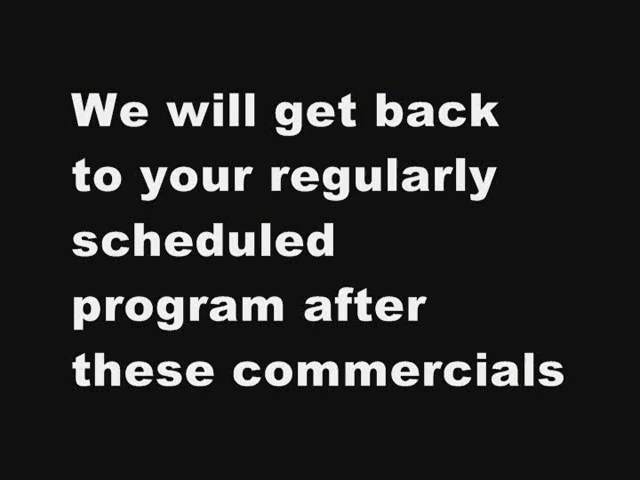 We will get back
to your regularly
scheduled
program after
these commercials